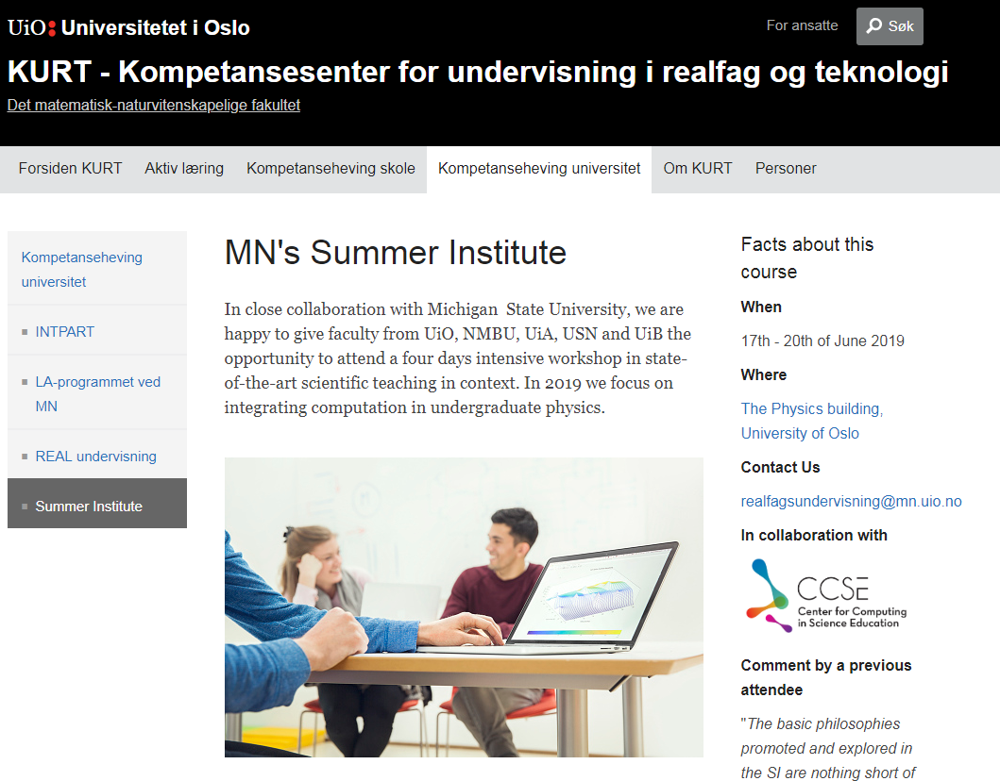 UiO: Universitetet i Oslo
For ansatte
Søk
KURT - Kompetansesenter for undervisning i realfag og teknologi
Det matematisk-naturvitenskapelige fakultet
Forsiden KURT
Aktiv læring
Kompetanseheving skole
Kompetanseheving universitet
Om KURT
Personer
Kompetanseheving
universitet
INTPART
LA-programmet ved
MN
REAL undervisning
Summer Institute
MN's Summer Institute
In close collaboration with Michigan State University, we are
happy to give faculty from UiO, NMBU, UiA, USN and UiB the
opportunity to attend a four days intensive workshop in state-
of-the-art scientific teaching in context. In 2019 we focus on
integrating computation in undergraduate physics.
Facts about this
course
When
17th - 20th of June 2019
Where
The Physics building,
University of Oslo
Contact Us
realfagsundervisning@mn.uio.no
In collaboration with
CCSE
Center for Computing
in Science Education
Comment by a previous
attendee
"The basic philosophies
promoted and explored in
the SI are nothing short of